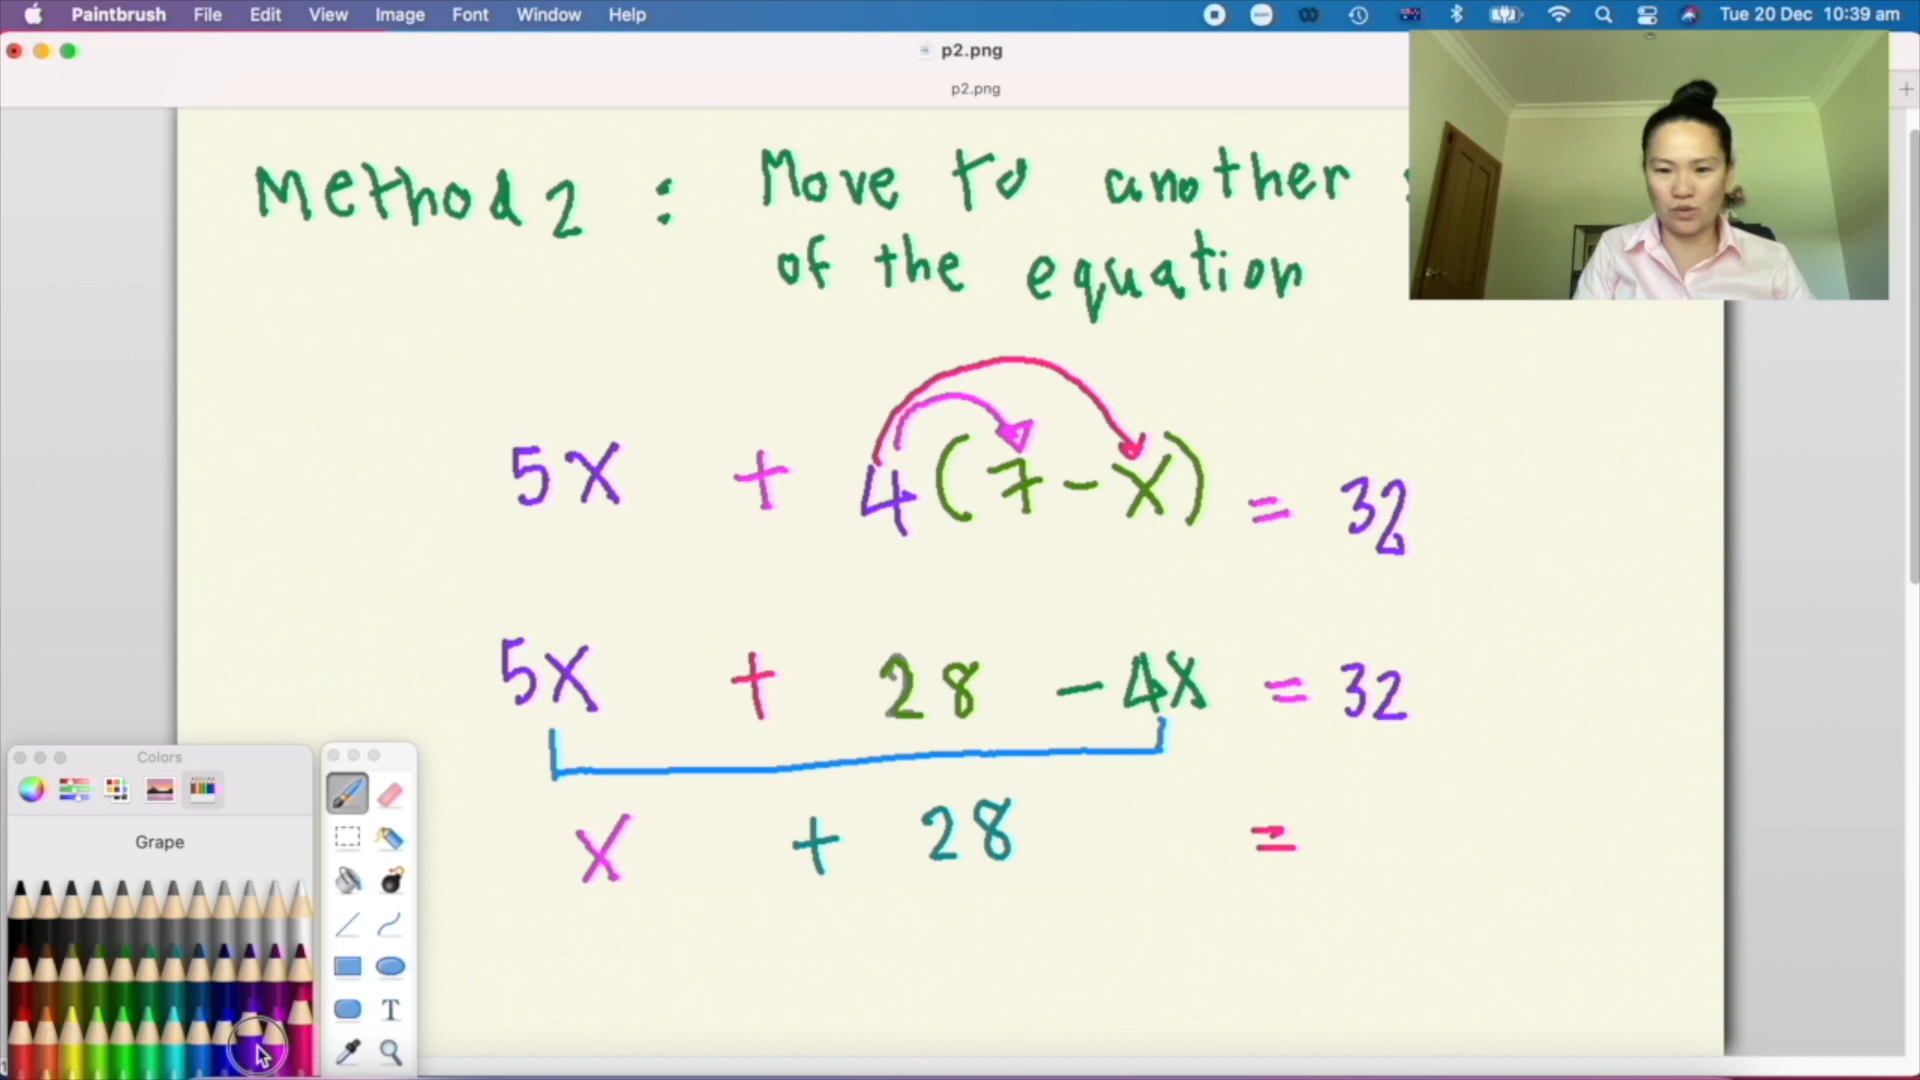 Paintbrush File Edit View Image Font Window Help Tue 20 Dec 10:39 am
p2.png
p2.png
Method 2 : Move to another
of the equation
5x + 4(7-x) = 32
5x + 28 - 4x = 32
x + 28 =
Colors
Grape
T